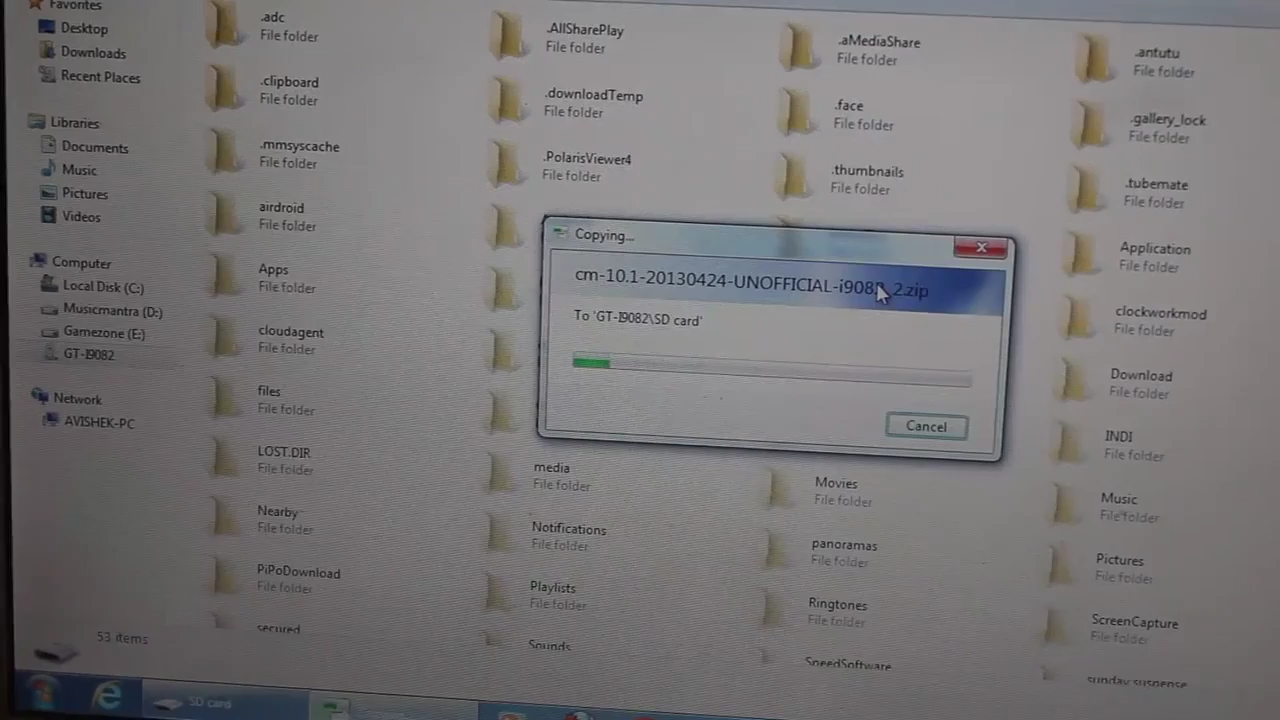 Favorites
Desktop
Downloads
Recent Places
Libraries
Documents
Music
Pictures
Videos
Computer
Local Disk (C:)
Musicmantra (D:)
Gamezone (E:)
GT-I9082
Network
AVISHEK-PC
.adc
File folder
.AllSharePlay
File folder
.aMediaShare
File folder
.antutu
File folder
.clipboard
File folder
.downloadTemp
File folder
.face
File folder
.gallery_lock
File folder
.mmsyscache
File folder
.PolarisViewer4
File folder
.thumbnails
File folder
.tubemate
File folder
airdroid
File folder
Application
File folder
Apps
File folder
clockworkmod
File folder
cloudagent
File folder
Download
File folder
files
File folder
INDI
File folder
LOST.DIR
File folder
media
File folder
Movies
File folder
Music
File folder
Nearby
File folder
Notifications
File folder
panoramas
File folder
Pictures
File folder
PiPoDownload
File folder
Playlists
File folder
Ringtones
File folder
ScreenCapture
File folder
secured
Sounds
SpeedSoftware
sunday suspense
Copying...
cm-10.1-20130424-UNOFFICIAL-i908 2.zip
To 'GT-I9082\SD card'
Cancel
53 items
SD card